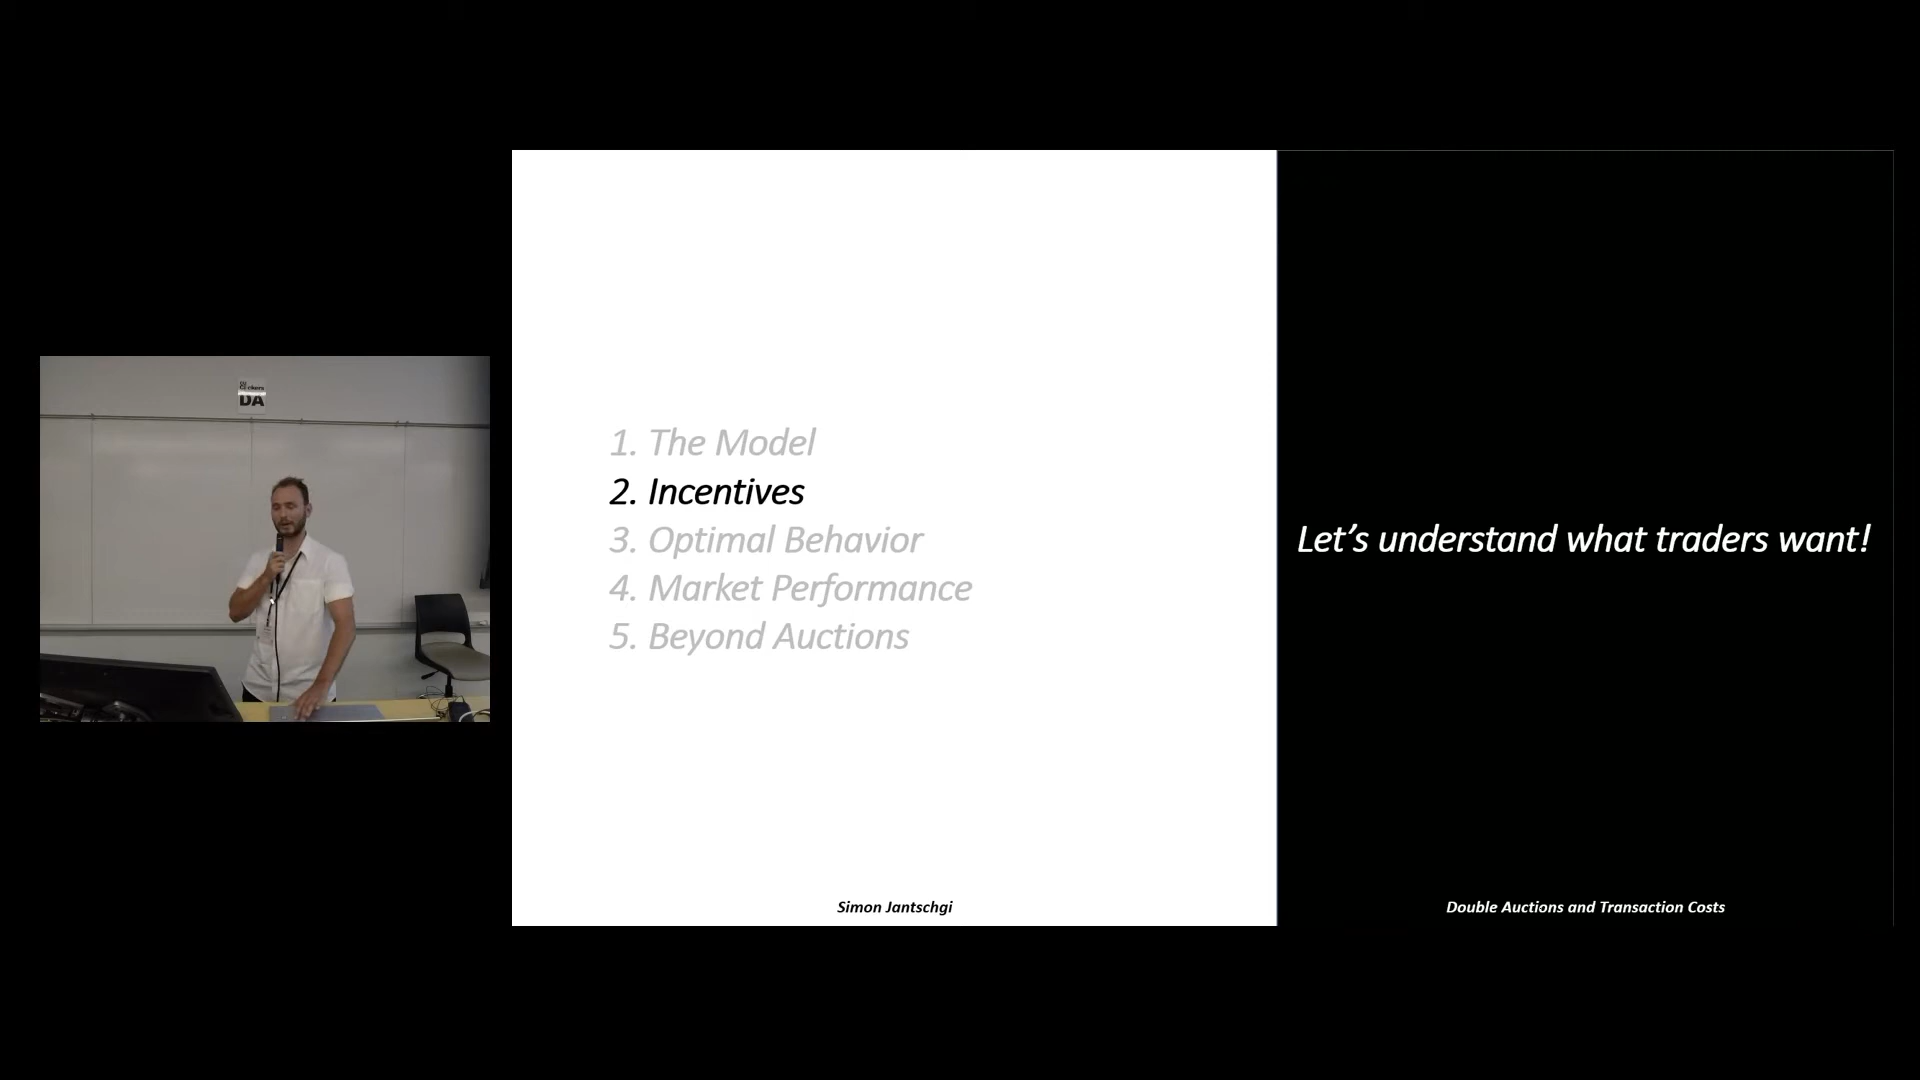 DA
1. The Model
2. Incentives
3. Optimal Behavior
4. Market Performance
5. Beyond Auctions
Simon Jantschgi
Let's understand what traders want!
Double Auctions and Transaction Costs